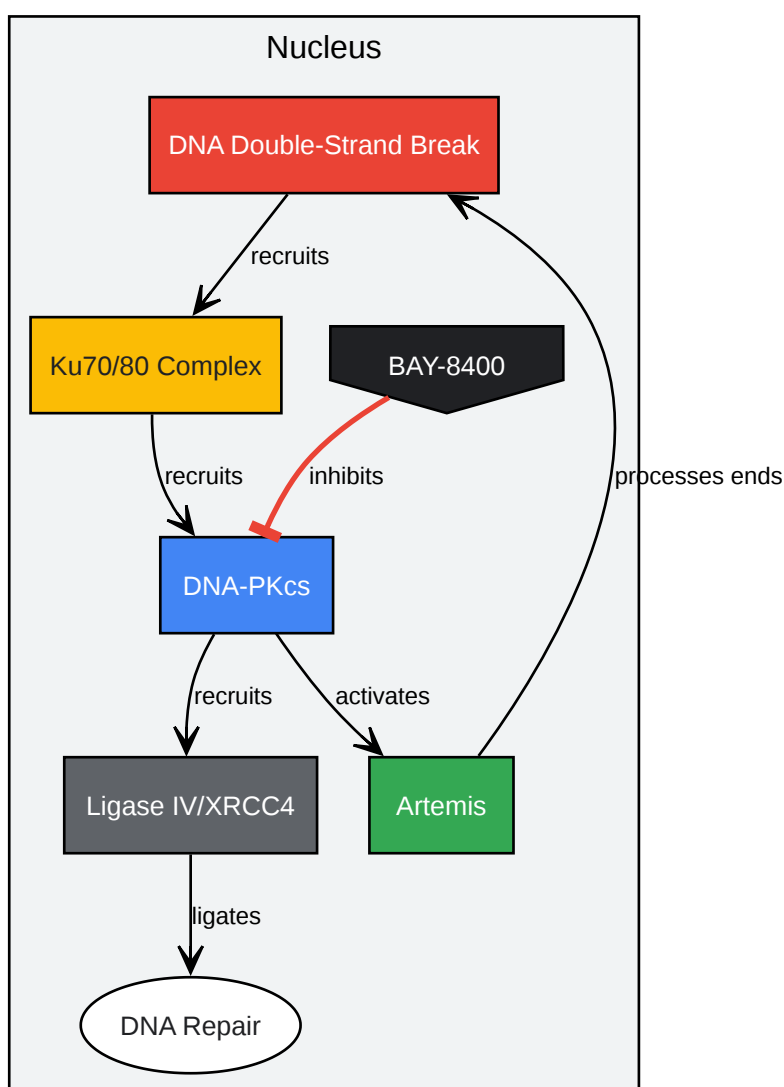 Nucleus
DNA Double-Strand Break
recruits
Ku70/80 Complex
BAY-8400
recruits
inhibits
processes ends
DNA-PKcs
recruits
activates
Ligase IV/XRCC4
Artemis
ligates
DNA Repair